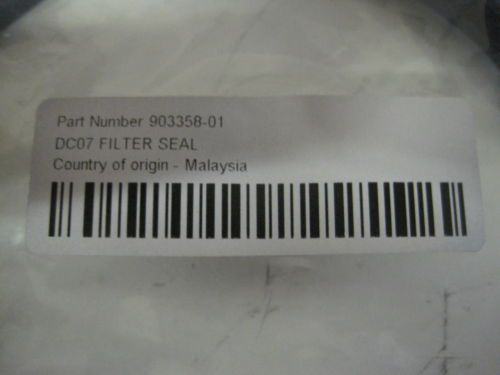 Part Number 903358-01
DC07 FILTER SEAL
Country of origin - Malaysia